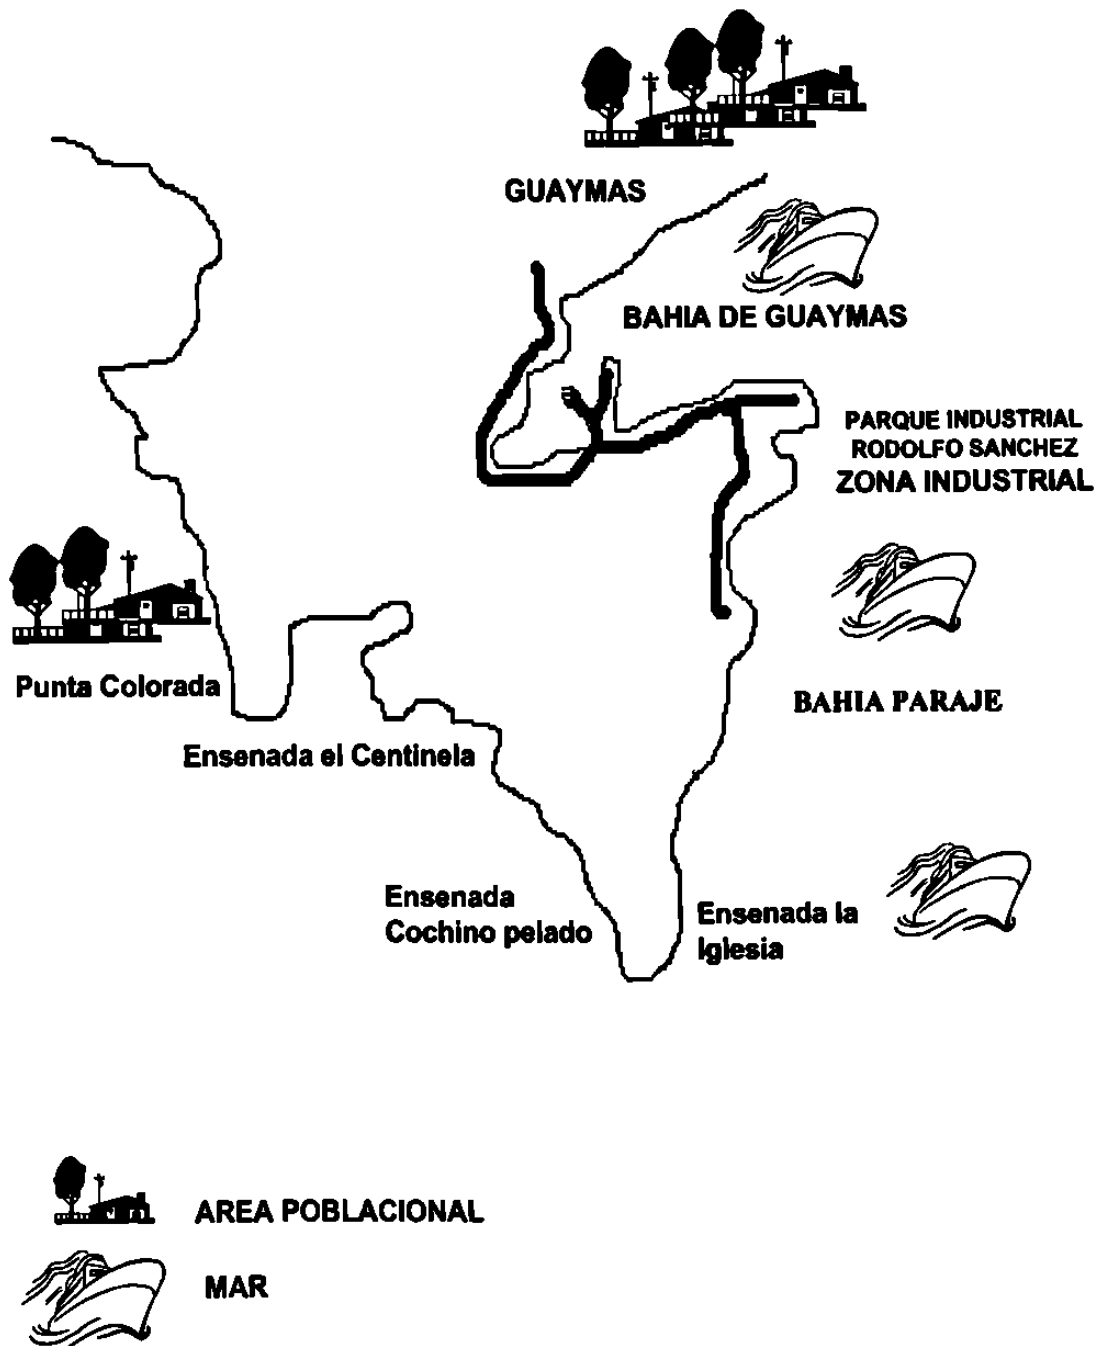 GUAYMAS
BAHIA DE GUAYMAS
PARQUE INDUSTRIAL
RODOLFO SANCHEZ
ZONA INDUSTRIAL
Punta Colorada
BAHIA PARAJE
Ensenada el Centinela
Ensenada
Cochino pelado
Ensenada la
Iglesia
AREA POBLACIONAL
MAR